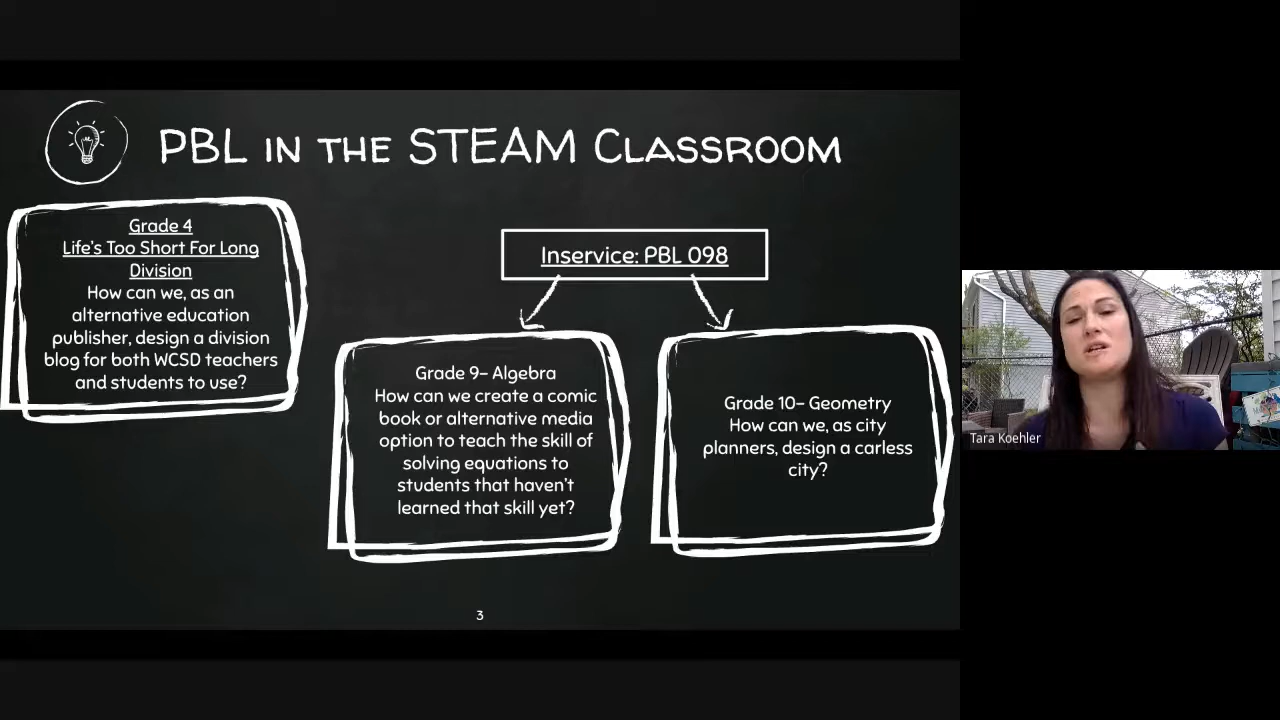 PBL in the STEAM Classroom
Grade 4
Life's Too Short For Long
Division
How can we, as an
alternative education
publisher, design a division
blog for both WCSD teachers
and students to use?
Inservice: PBL 098
Grade 9- Algebra
How can we create a comic
book or alternative media
option to teach the skill of
solving equations to
students that haven't
learned that skill yet?
Grade 10- Geometry
How can we, as city
planners, design a carless
city?
3
Tara Koehler